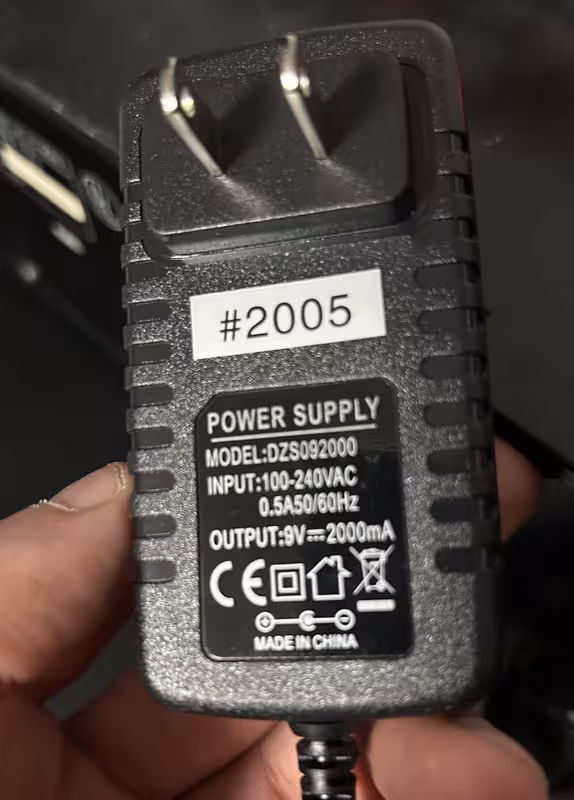 #2005
POWER SUPPLY
MODEL:DZS092000
INPUT:100-240VAC
0.5A50/60Hz
OUTPUT:9V⎓2000mA
CE
MADE IN CHINA